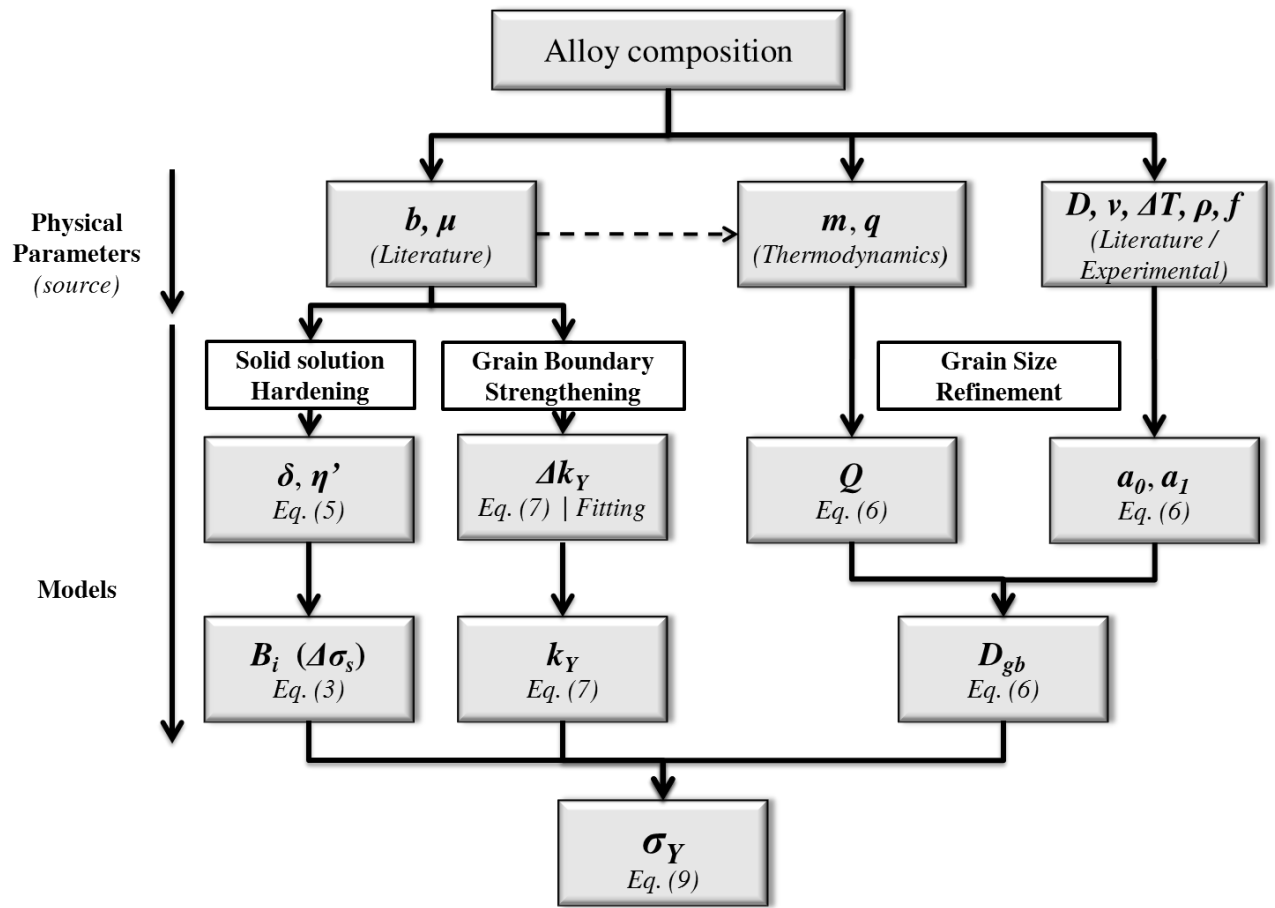 Alloy composition
Physical
Parameters
(source)
b, μ
(Literature)
m, q
(Thermodynamics)
D, v, ΔT, ρ, f
(Literature /
Experimental)
Solid solution
Hardening
Grain Boundary
Strengthening
Grain Size
Refinement
δ, η’
Eq. (5)
Δk_Y
Eq. (7) | Fitting
Q
Eq. (6)
a_0, a_1
Eq. (6)
Models
B_i (Δσ_s)
Eq. (3)
k_Y
Eq. (7)
D_gb
Eq. (6)
σ_Y
Eq. (9)